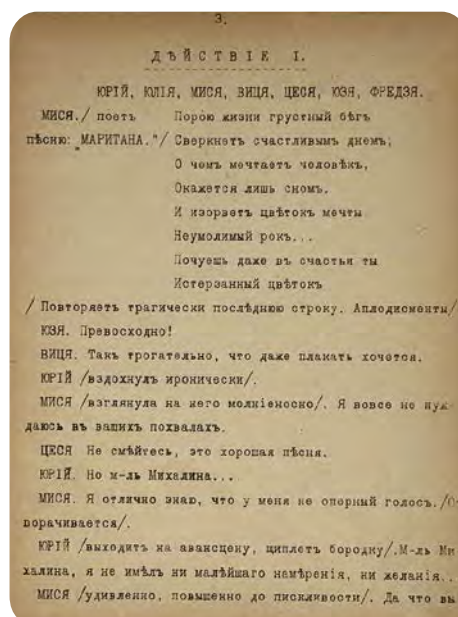 3.
ДѢЙСТВІЕ I.
ЮРІЙ, ЮЛІЯ, МИСЯ, ВИЦЯ, ЦЕСЯ, ЮЗЯ, ФРЕДЗЯ.
МИСЯ./ поетъ Порою жизни грустный бѣгъ
пѣсню: "МАРИТАНА."/ Сверкнетъ счастливымъ днемъ;
О чемъ мечтаетъ человѣкъ,
Окажется лишь сномъ.
И изорветъ цвѣтокъ мечты
Неумолимый рокъ...
Почуешь даже въ счастьи ты
Истерзанный цвѣтокъ
/ Повторяетъ трагически послѣднюю строку. Аплодисменты/
ЮЗЯ. Превосходно!
ВИЦЯ. Такъ трогательно, что даже плакать хочется.
ЮРІЙ /вздохнулъ иронически/.
МИСЯ /взглянула на него молніеносно/. Я вовсе не нуж-
даюсь въ вашихъ похвалахъ.
ЦЕСЯ Не смѣйтесь, это хорошая пѣсня.
ЮРІЙ. Но м-ль Михалина...
МИСЯ. Я отлично знаю, что у меня не оперный голосъ./О
ворачивается/.
ЮРІЙ /выходитъ на авансцену, щиплетъ бородку/.М-ль Ми
халина, я не имѣлъ ни малѣйшаго намѣренія, ни желанія..
МИСЯ /удивленно, повышенно до пискливости/. Да что вы